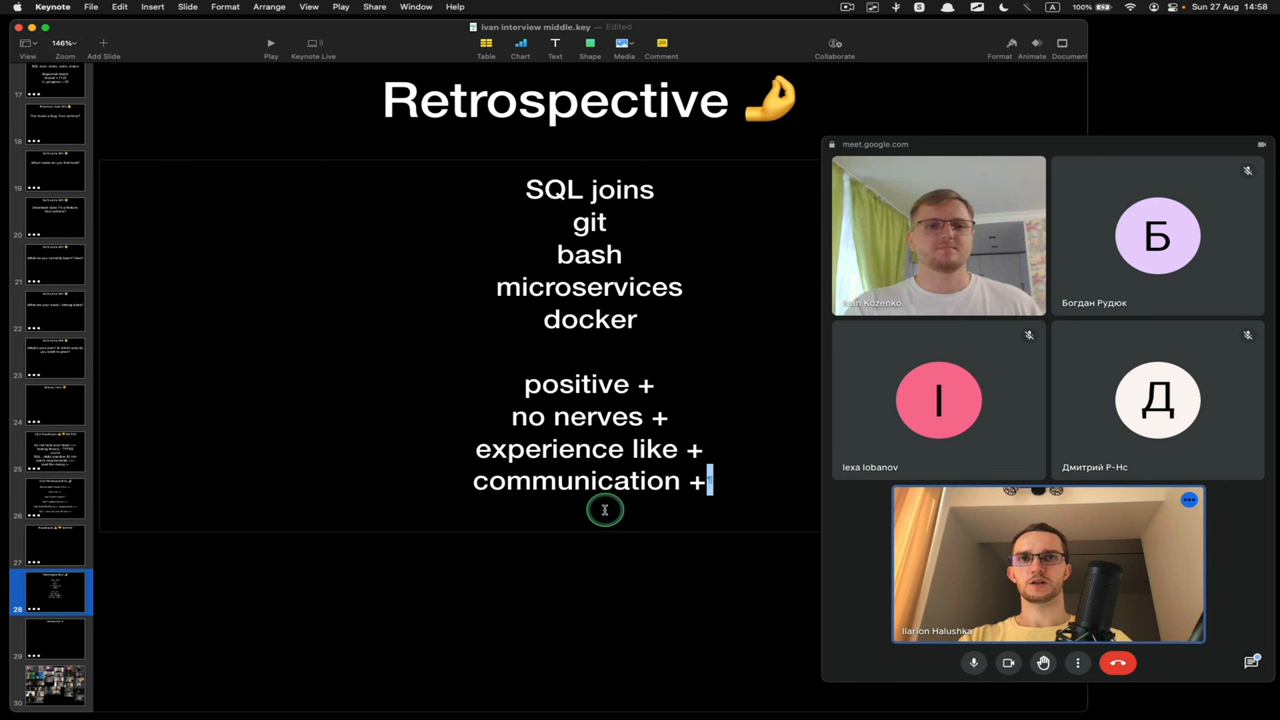 Keynote File Edit Insert Slide Format Arrange View Play Share Window Help
A 100% Sun 27 Aug 14:58
ivan interview middle.key — Edited
146%
View Zoom Add Slide Play Keynote Live Table Chart Text Shape Media Comment Collaborate Format Animate Document
Retrospective 🤌
SQL joins
git
bash
microservices
docker
positive +
no nerves +
experience like +
communication +
17
18
19
20
21
22
23
24
25
26
27
28
29
30
meet.google.com
Ivan Kozenko
Б
Богдан Рудюк
I
lexa lobanov
Д
Дмитрий Р-Нс
Ilarion Halushka